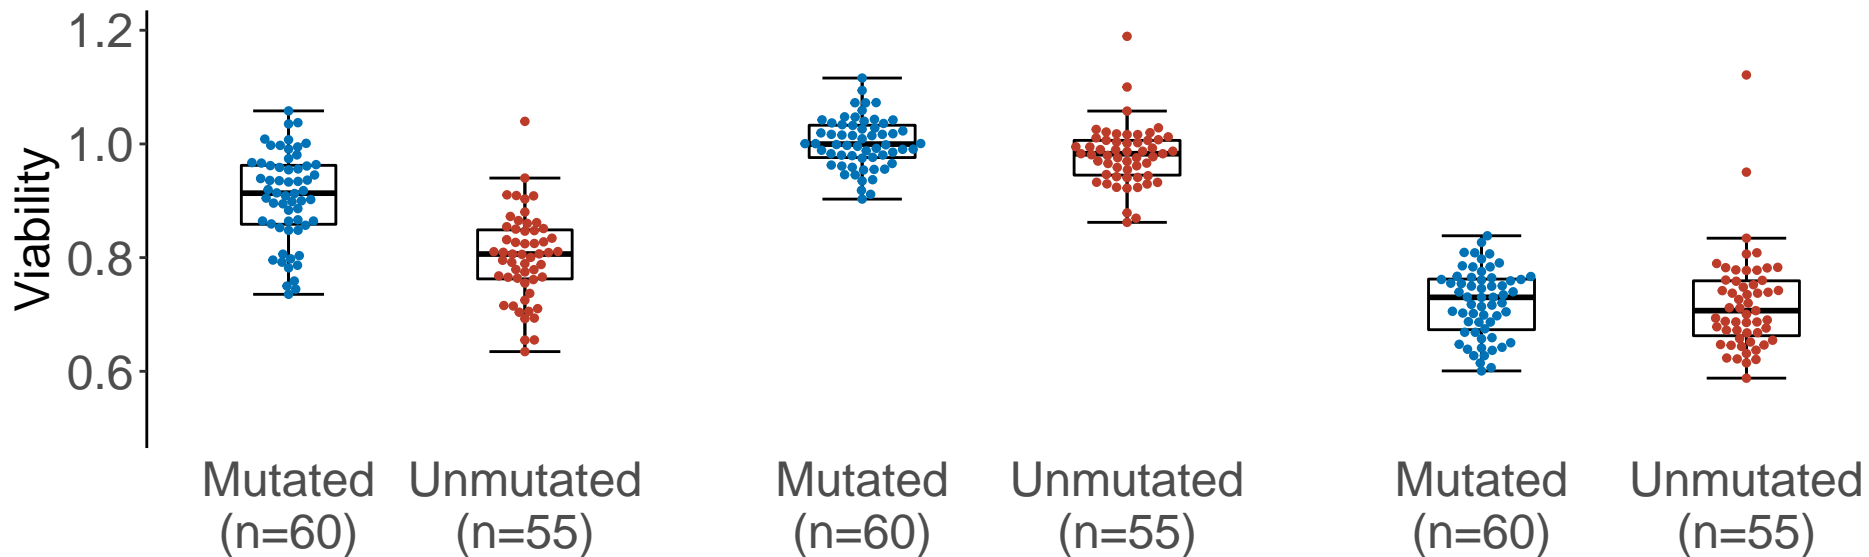 Viability
1.2
1.0
0.8
0.6
Mutated Unmutated Mutated Unmutated Mutated Unmutated
(n=60) (n=55) (n=60) (n=55) (n=60) (n=55)